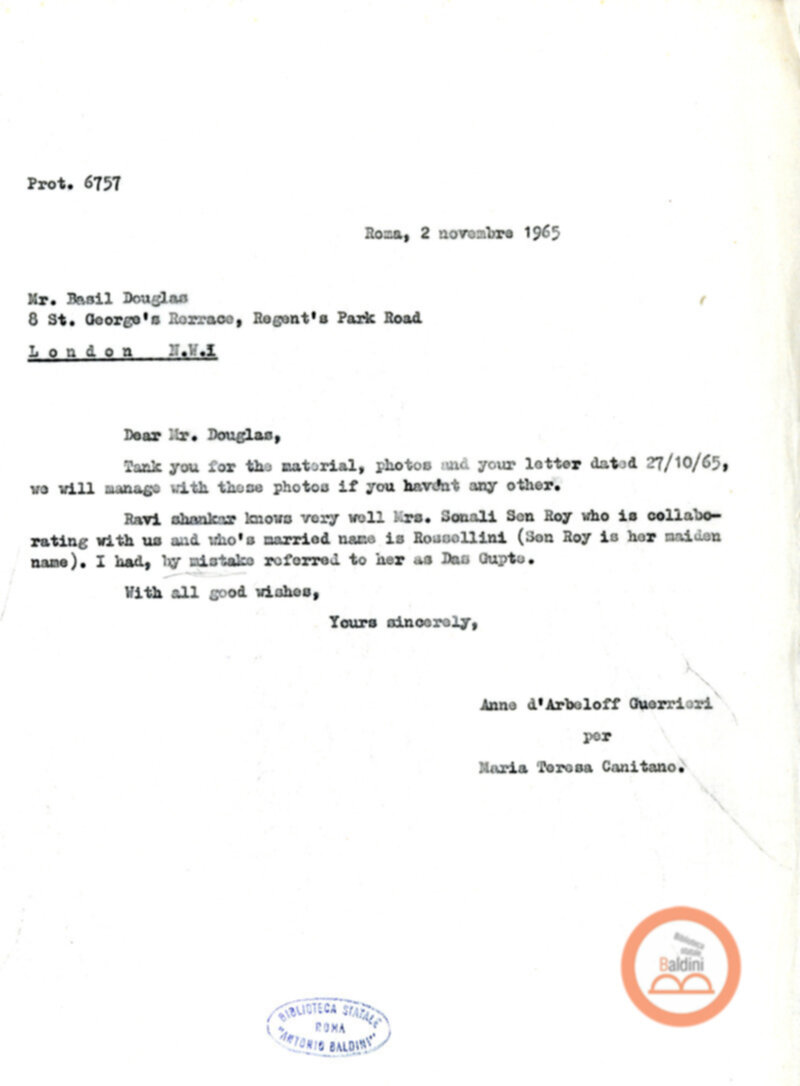 Prot. 6757
Roma, 2 novembre 1965
Mr. Basil Douglas
8 St. George's Rerrace, Regent's Park Road
London N.W.I
Dear Mr. Douglas,
Tank you for the material, photos and your letter dated 27/10/65,
we will manage with these photos if you haven't any other.
Ravi shankar knows very well Mrs. Sonali Sen Roy who is collabo-
rating with us and who's married name is Rossellini (Sen Roy is her maiden
name). I had, by mistake referred to her as Das Gupte.
With all good wishes,
Yours sincerely,
Anne d'Arbeloff Guerrieri
per
Maria Teresa Canitano.
Biblioteca
statale
Baldini
BIBLIOTECA STATALE
ROMA
"ANTONIO BALDINI"